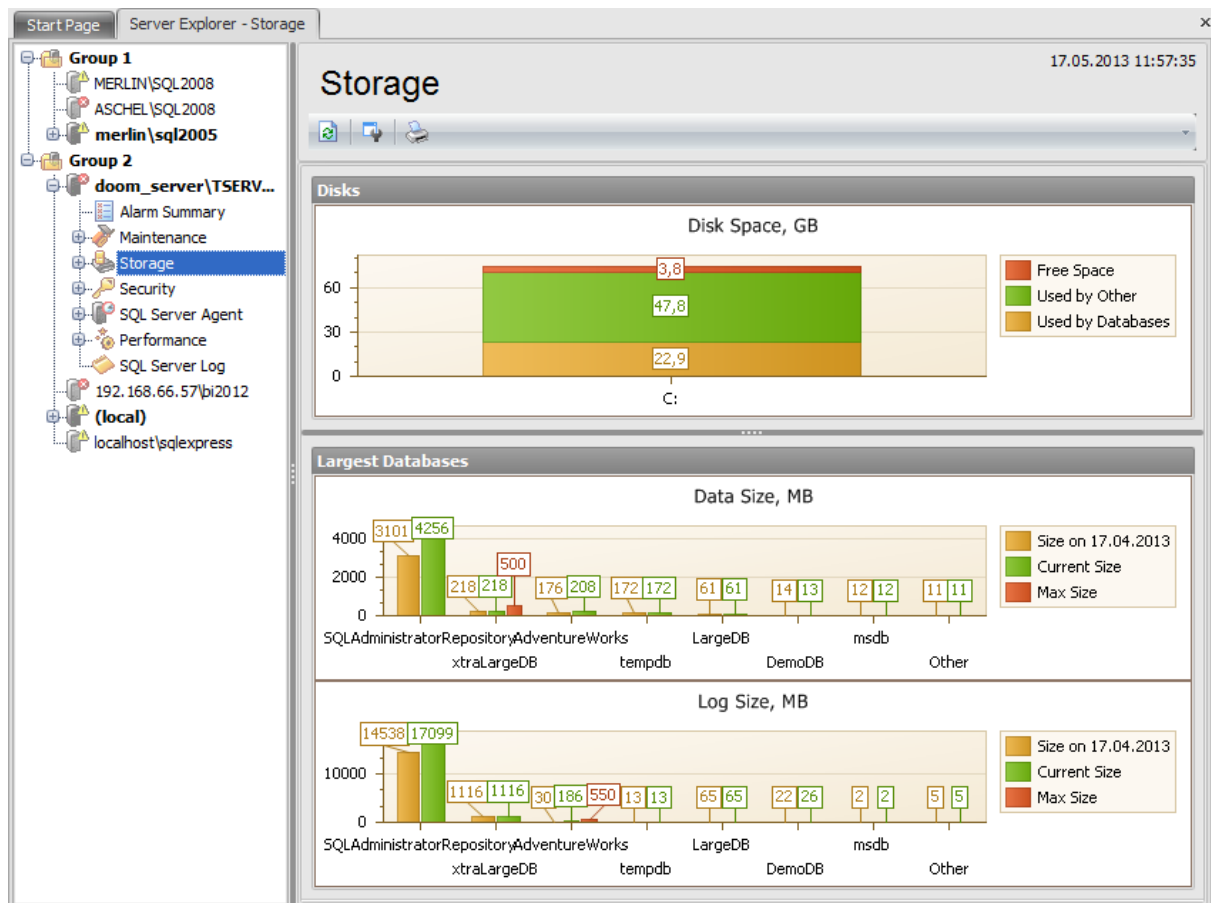 Start Page
Server Explorer - Storage
Group 1
MERLIN\SQL2008
ASCHEL\SQL2008
merlin\sql2005
Group 2
doom_server\TSERV...
Alarm Summary
Maintenance
Storage
Security
SQL Server Agent
Performance
SQL Server Log
192.168.66.57\bi2012
(local)
localhost\sqlexpress
17.05.2013 11:57:35
Storage
Disks
Disk Space, GB
60
30
0
3,8
47,8
22,9
C:
Free Space
Used by Other
Used by Databases
Largest Databases
Data Size, MB
4000
2000
0
3101 4256
218 218 500
176 208
172 172
61 61
14 13
12 12
11 11
SQLAdministratorRepository AdventureWorks LargeDB msdb
xtraLargeDB tempdb DemoDB Other
Size on 17.04.2013
Current Size
Max Size
Log Size, MB
10000
0
14538 17099
1116 1116
30 186 550
13 13
65 65
22 26
2 2
5 5
SQLAdministratorRepository AdventureWorks LargeDB msdb
xtraLargeDB tempdb DemoDB Other
Size on 17.04.2013
Current Size
Max Size